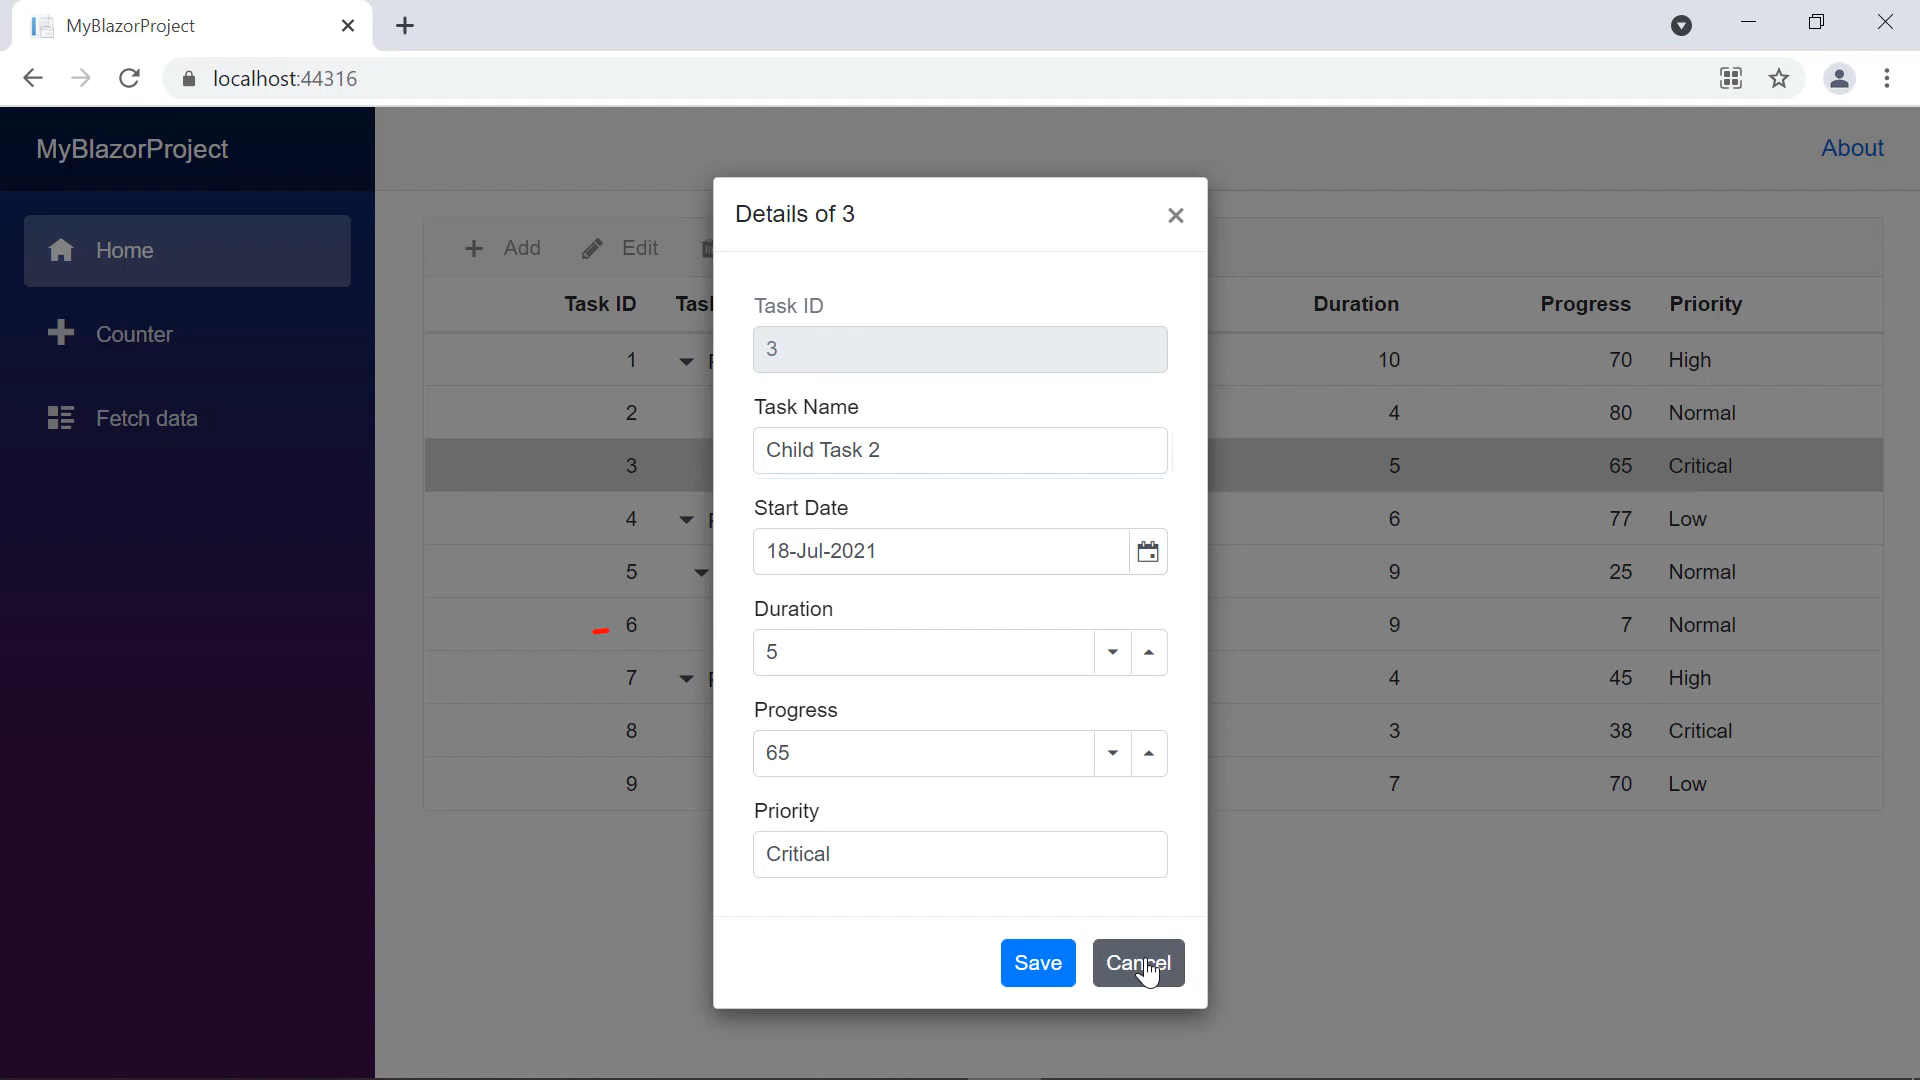 MyBlazorProject
localhost:44316
MyBlazorProject
About
Home
Counter
Fetch data
Add Edit
Task ID Duration Progress Priority
1 10 70 High
2 4 80 Normal
3 5 65 Critical
4 6 77 Low
5 9 25 Normal
6 9 7 Normal
7 4 45 High
8 3 38 Critical
9 7 70 Low
Details of 3
Task ID
3
Task Name
Child Task 2
Start Date
18-Jul-2021
Duration
5
Progress
65
Priority
Critical
Save Cancel